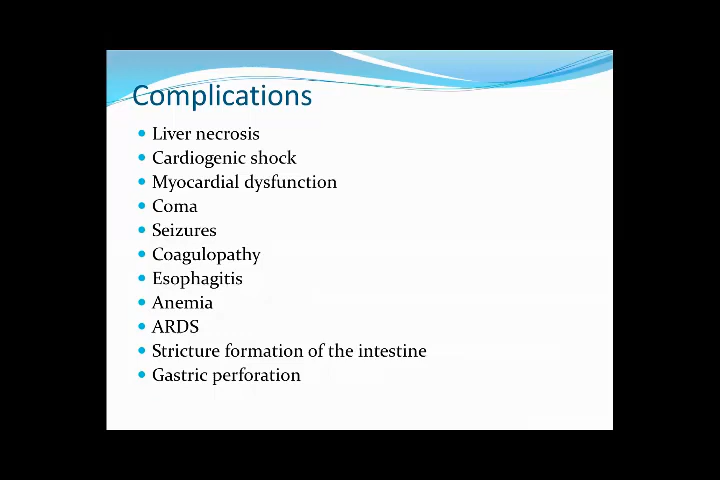 Complications
Liver necrosis
Cardiogenic shock
Myocardial dysfunction
Coma
Seizures
Coagulopathy
Esophagitis
Anemia
ARDS
Stricture formation of the intestine
Gastric perforation